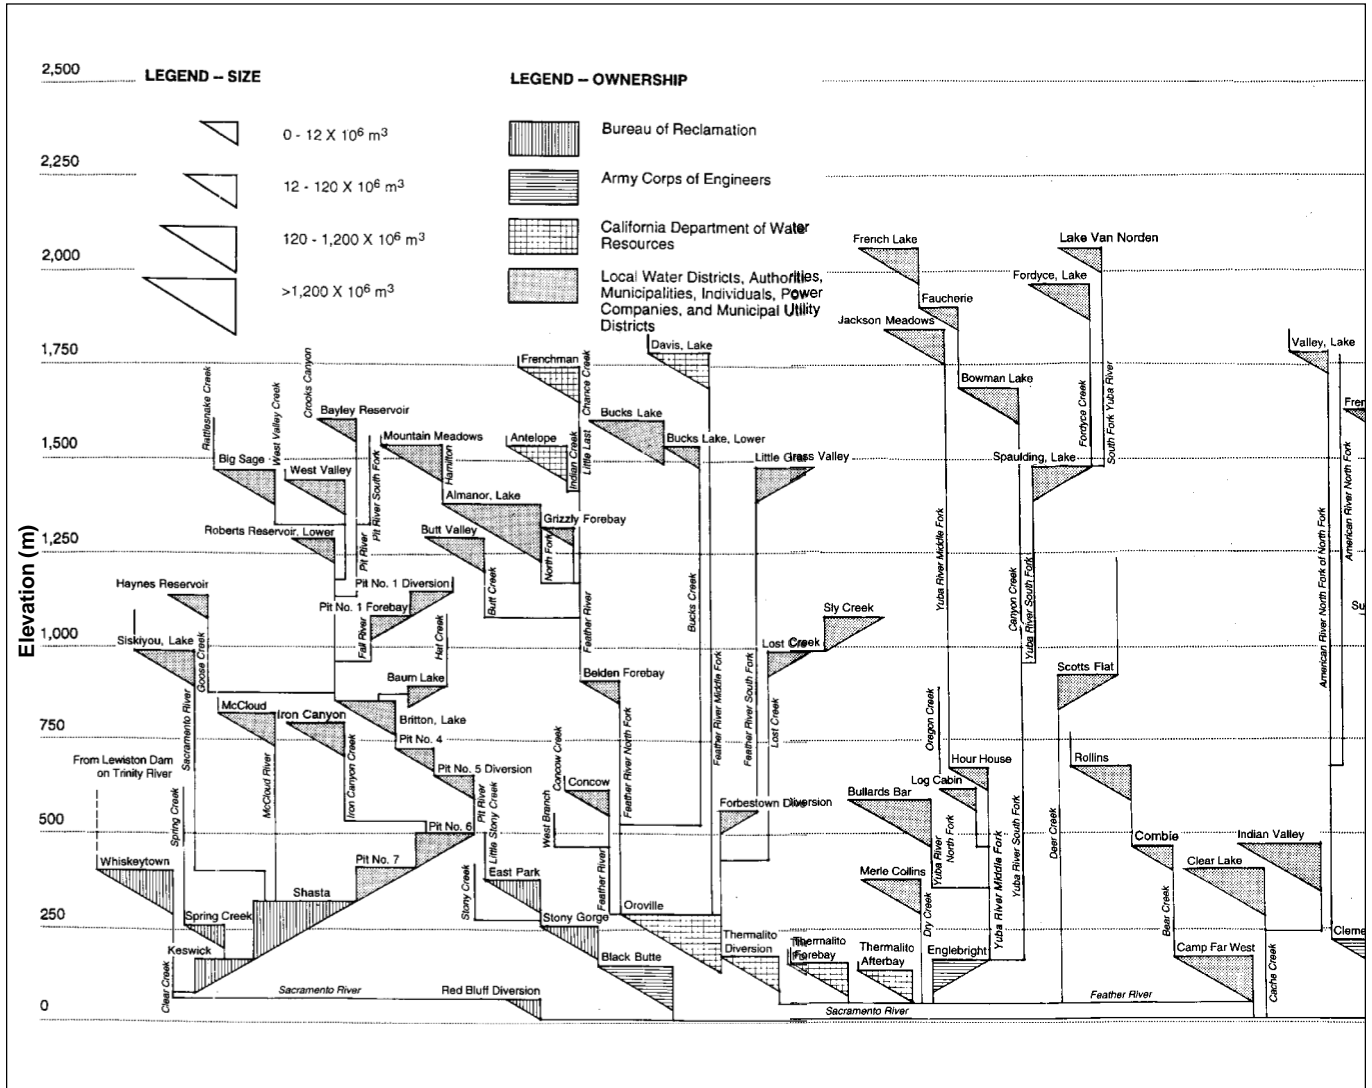 2,500
LEGEND -- SIZE
LEGEND -- OWNERSHIP
0 - 12 X 10⁶ m³
Bureau of Reclamation
2,250
12 - 120 X 10⁶ m³
Army Corps of Engineers
120 - 1,200 X 10⁶ m³
California Department of Water
Resources
2,000
>1,200 X 10⁶ m³
Local Water Districts, Authorities,
Municipalities, Individuals, Power
Companies, and Municipal Utility
Districts
French Lake
Lake Van Norden
Fordyce, Lake
Faucherie
Jackson Meadows
1,750
Davis, Lake
Valley, Lake
Frenchman
Bowman Lake
Rattlesnake Creek
West Valley Creek
Crooks Canyon
Chance Creek
Little Last
Fordyce Creek
South Fork Yuba River
Bayley Reservoir
Bucks Lake
1,500
Mountain Meadows
Antelope
Bucks Lake, Lower
Big Sage
West Valley
Pit River South Fork
Hamilton
Indian Creek
Little Grass Valley
Spaulding, Lake
American River North Fork
Almanor, Lake
Roberts Reservoir, Lower
Butt Valley
Grizzly Forebay
1,250
Elevation (m)
Pit River
North Fork
Haynes Reservoir
Pit No. 1 Diversion
Pit No. 1 Forebay
Butt Creek
Bucks Creek
Yuba River Middle Fork
Canyon Creek
Yuba River South Fork
American River North Fork of North Fork
Sly Creek
1,000
Siskiyou, Lake
Goose Creek
Fall River
Hat Creek
Feather River
Lost Creek
Baum Lake
Belden Forebay
Scotts Flat
Sacramento River
McCloud
Iron Canyon
Britton, Lake
750
Pit No. 4
Feather River North Fork
Feather River Middle Fork
Feather River South Fork
Lost Creek
Oregon Creek
From Lewiston Dam
on Trinity River
Pit No. 5 Diversion
Hour House
Rollins
McCloud River
Iron Canyon Creek
Pit River
Concow Creek
Concow
Log Cabin
Spring Creek
Little Stony Creek
West Branch
Forbestown Diversion
Bullards Bar
500
Pit No. 6
Yuba River
North Fork
Yuba River Middle Fork
Yuba River South Fork
Deer Creek
Combie
Indian Valley
Whiskeytown
Pit No. 7
Clear Lake
Shasta
Stony Creek
East Park
Feather River
Merle Collins
250
Spring Creek
Stony Gorge
Oroville
Dry Creek
Bear Creek
Keswick
Black Butte
Thermalito
Diversion
Thermalito
Forebay
Thermalito
Afterbay
Englebright
Camp Far West
Cache Creek
Clear Creek
Sacramento River
Red Bluff Diversion
Feather River
0
Sacramento River